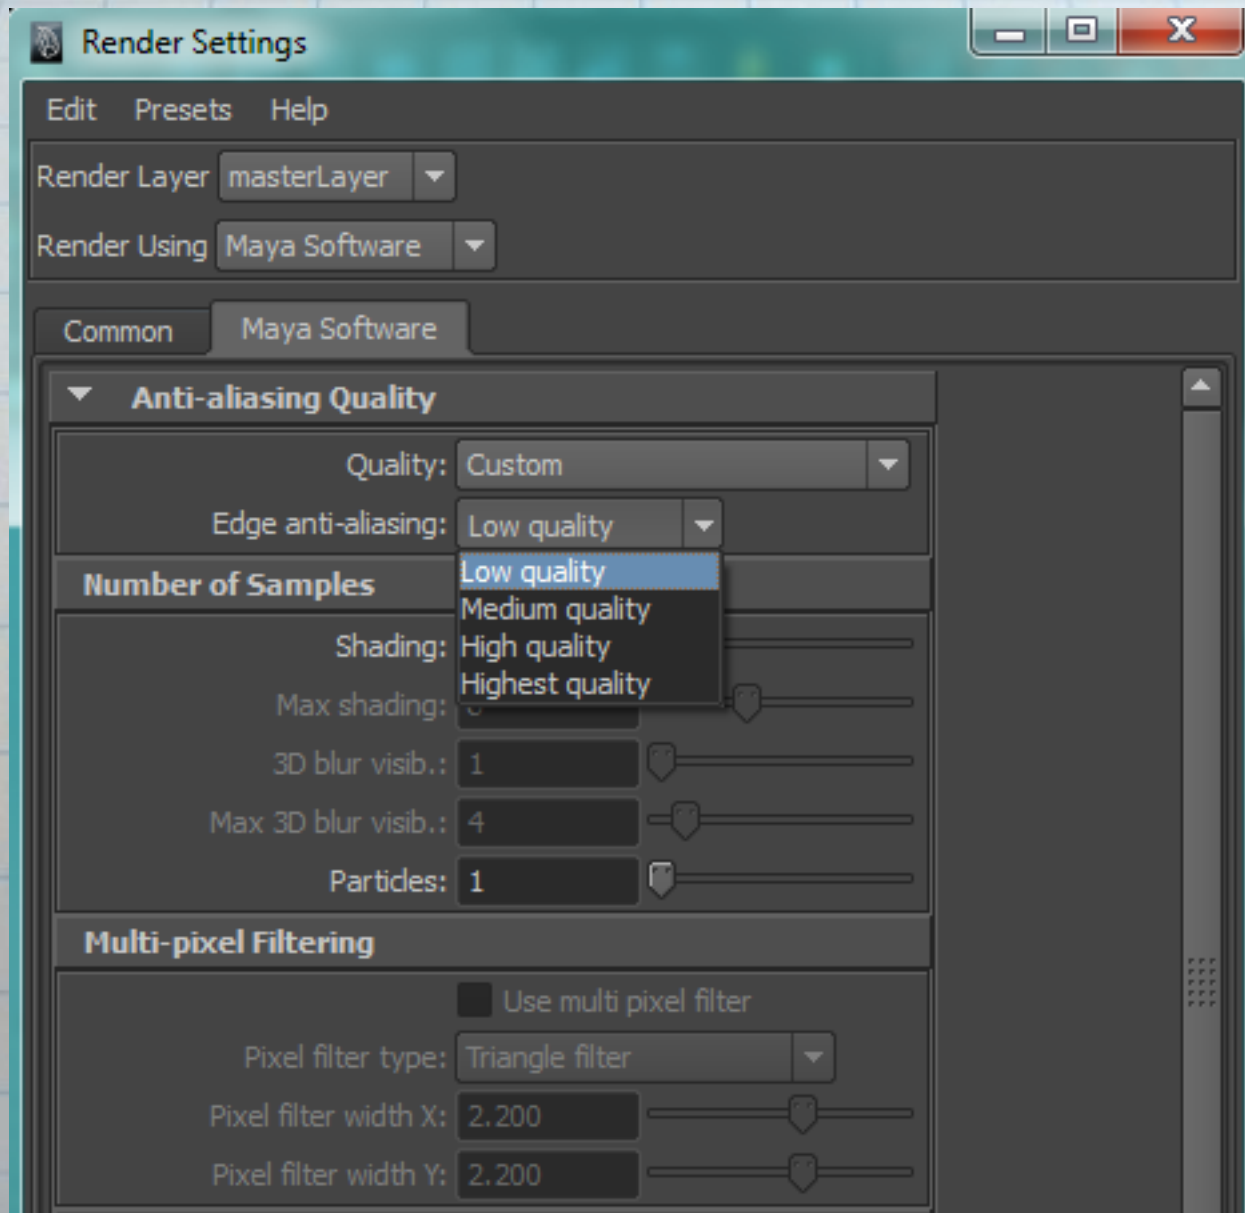 Render Settings
Edit Presets Help
Render Layer masterLayer
Render Using Maya Software
Common Maya Software
Anti-aliasing Quality
Quality: Custom
Edge anti-aliasing: Low quality
Low quality
Number of Samples
Medium quality
Shading: High quality
Highest quality
Max shading:
3D blur visib.: 1
Max 3D blur visib.: 4
Particles: 1
Multi-pixel Filtering
Use multi pixel filter
Pixel filter type: Triangle filter
Pixel filter width X: 2.200
Pixel filter width Y: 2.200